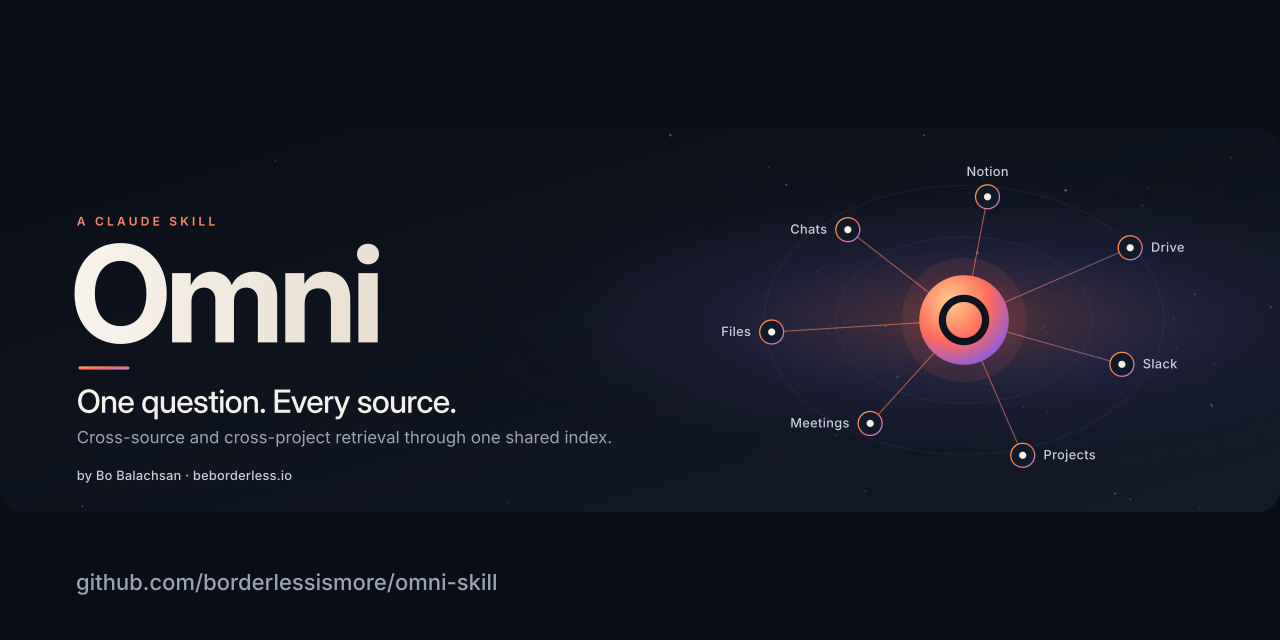 A CLAUDE SKILL
Omni
One question. Every source.
Cross-source and cross-project retrieval through one shared index.
by Bo Balachsan · beborderless.io
Notion
Chats
Drive
Files
Slack
Meetings
Projects
github.com/borderlessismore/omni-skill